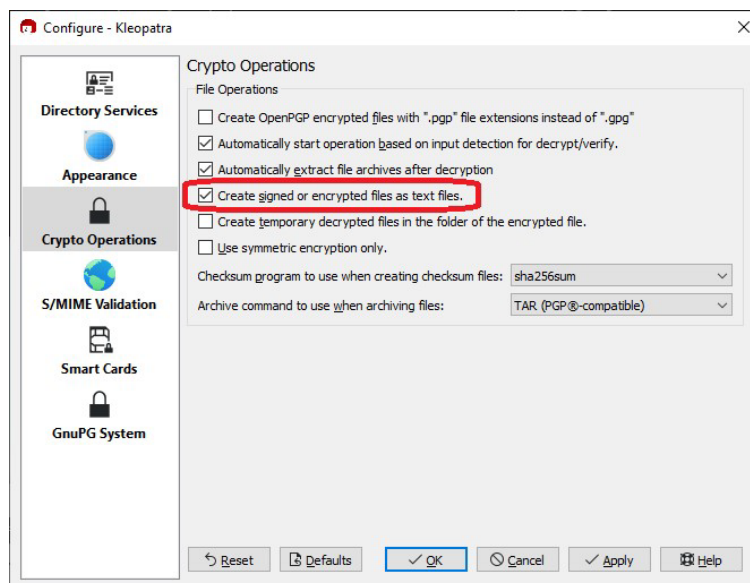 Configure - Kleopatra
Directory Services
Appearance
Crypto Operations
S/MIME Validation
Smart Cards
GnuPG System
Crypto Operations
File Operations
Create OpenPGP encrypted files with ".pgp" file extensions instead of ".gpg"
Automatically start operation based on input detection for decrypt/verify.
Automatically extract file archives after decryption
Create signed or encrypted files as text files.
Create temporary decrypted files in the folder of the encrypted file.
Use symmetric encryption only.
Checksum program to use when creating checksum files: sha256sum
Archive command to use when archiving files: TAR (PGP®-compatible)
Reset Defaults OK Cancel Apply Help